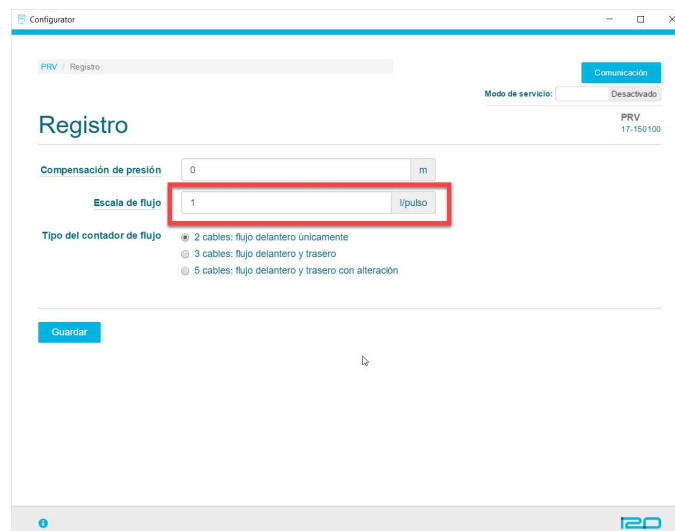 Configurator
PRV / Registro
Comunicación
Modo de servicio: Desactivado
Registro
PRV
17-150100
Compensación de presión 0 m
Escala de flujo 1 l/pulso
Tipo del contador de flujo
2 cables: flujo delantero únicamente
3 cables: flujo delantero y trasero
5 cables: flujo delantero y trasero con alteración
Guardar
i2O